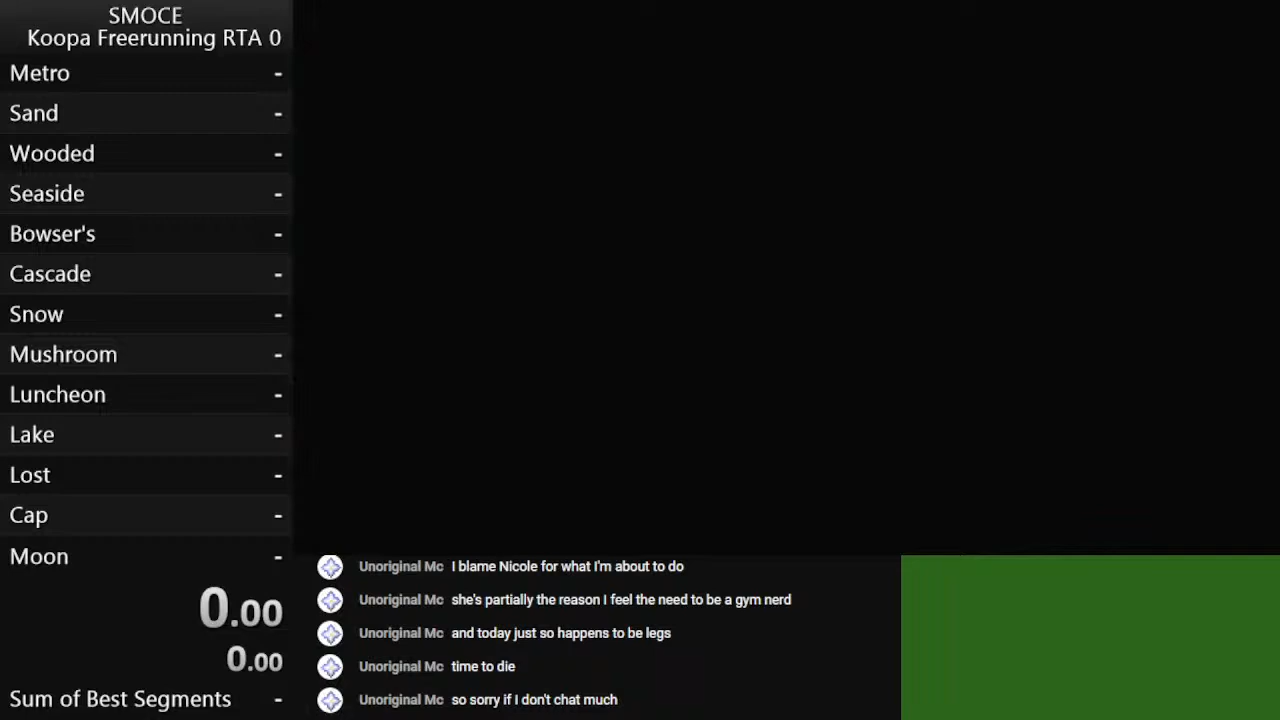 SMOCE
Koopa Freerunning RTA 0
Metro -
Sand -
Wooded -
Seaside -
Bowser's -
Cascade -
Snow -
Mushroom -
Luncheon -
Lake -
Lost -
Cap -
Moon -
0.00
0.00
Sum of Best Segments -
Unoriginal Mc I blame Nicole for what I'm about to do
Unoriginal Mc she's partially the reason I feel the need to be a gym nerd
Unoriginal Mc and today just so happens to be legs
Unoriginal Mc time to die
Unoriginal Mc so sorry if I don't chat much